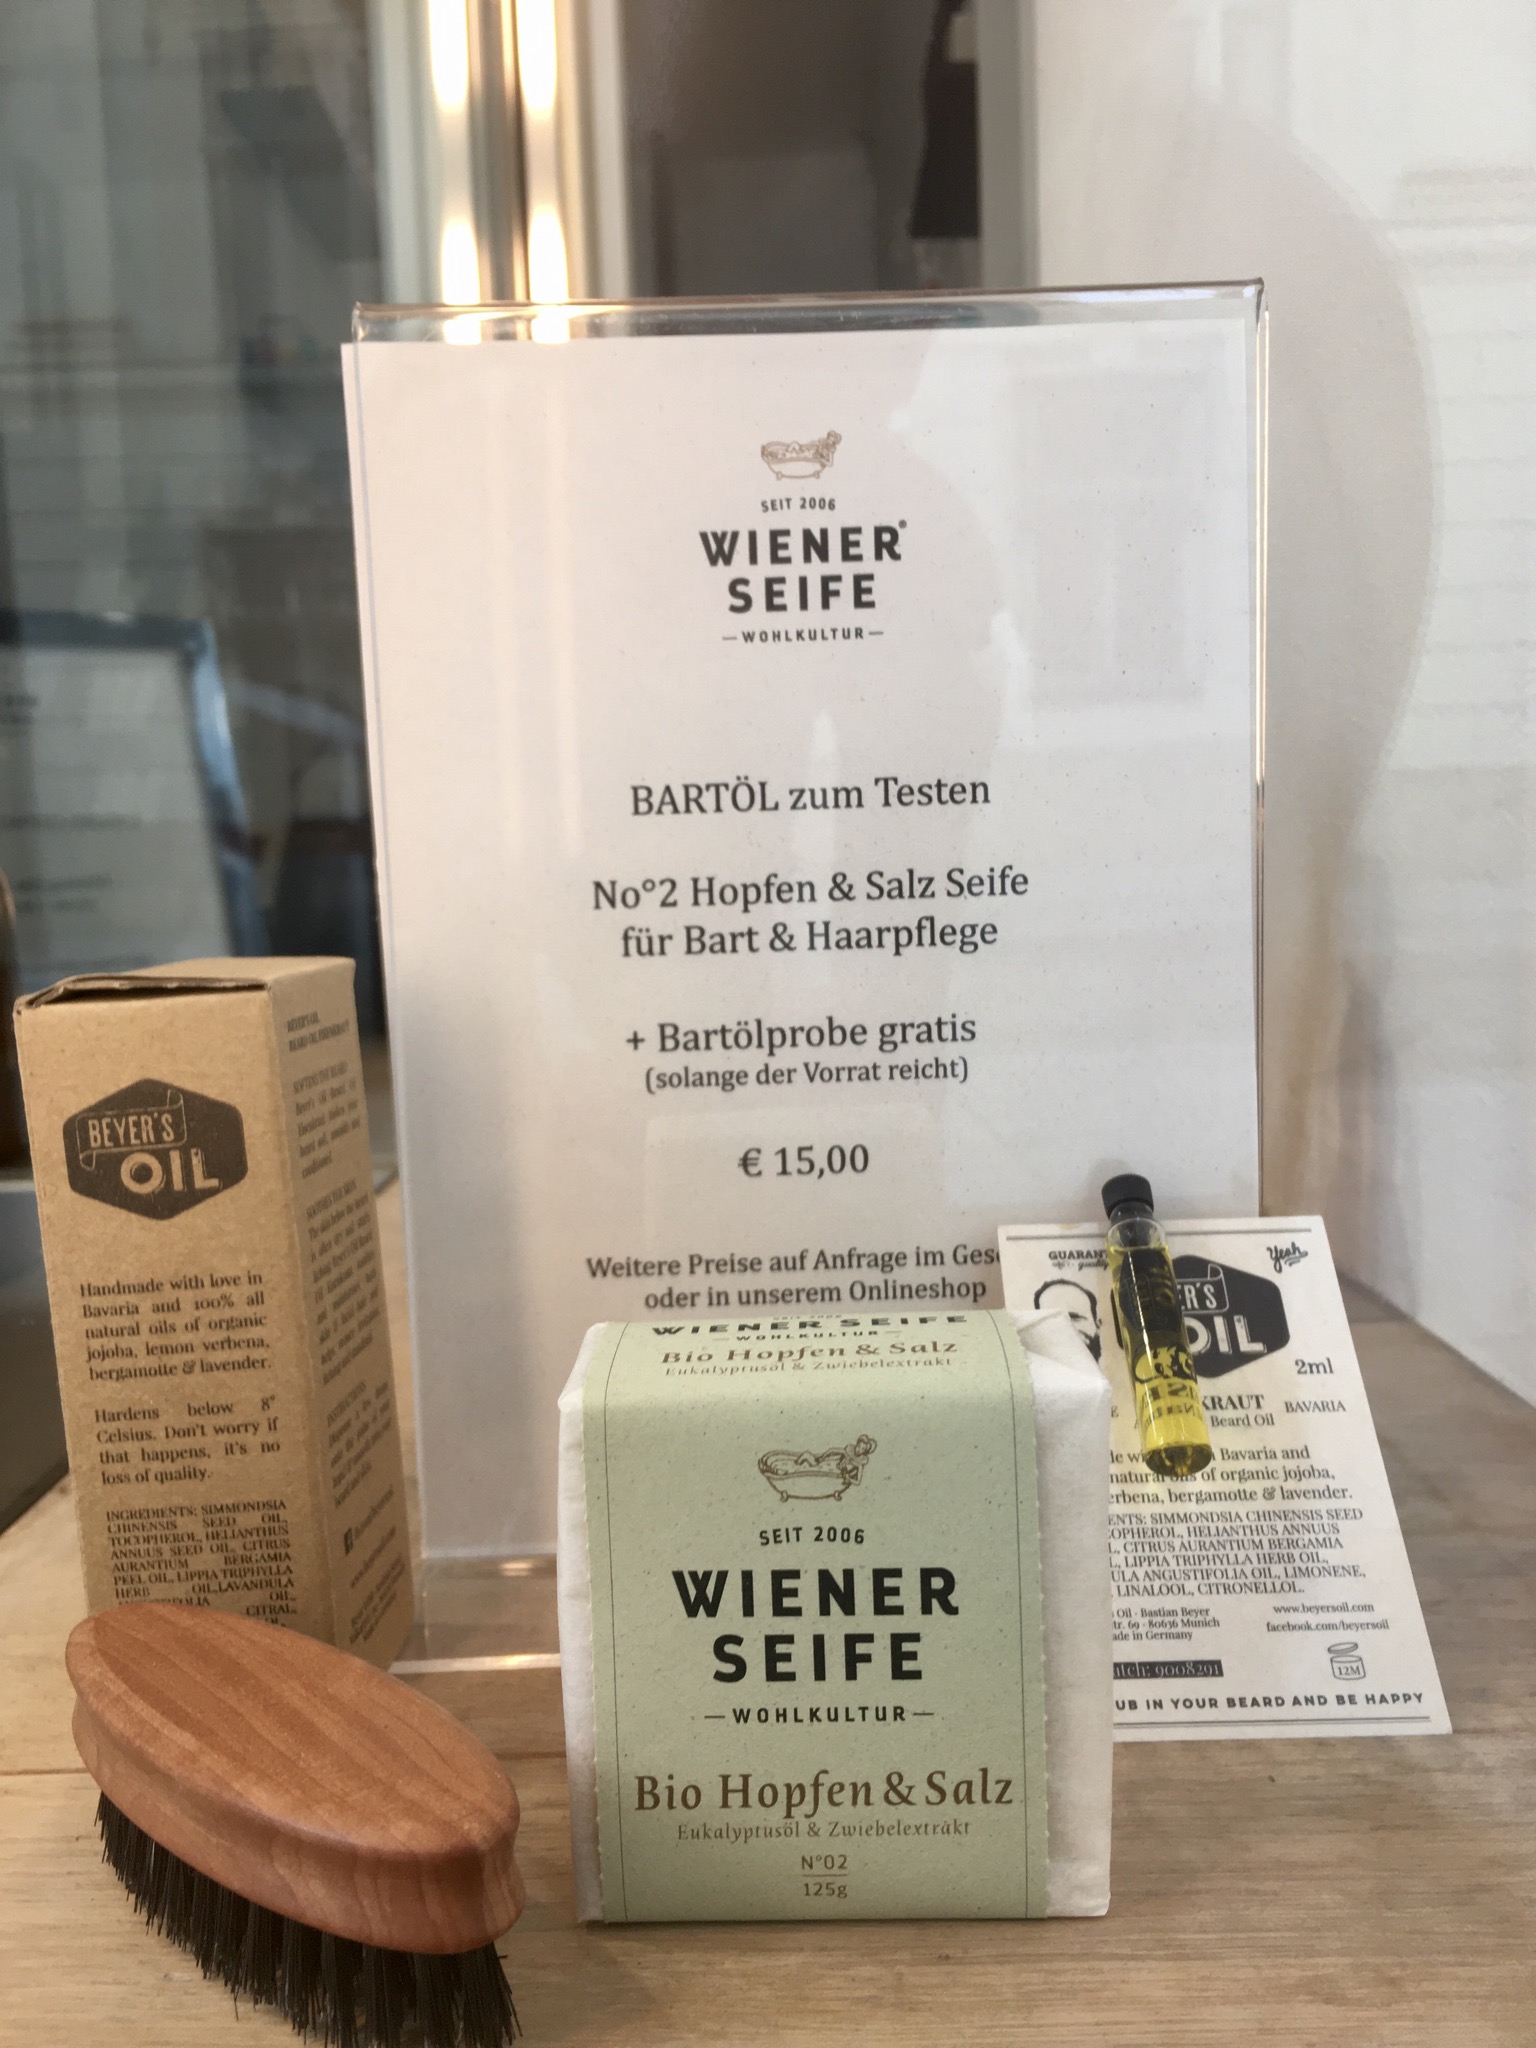 SEIT 2006
WIENER®
SEIFE
—WOHLKULTUR—
BARTÖL zum Testen
No°2 Hopfen & Salz Seife
für Bart & Haarpflege
+ Bartölprobe gratis
(solange der Vorrat reicht)
€ 15,00
Weitere Preise auf Anfrage im
oder in unserem Onlineshop
BEYER'S
OIL
Handmade with love in
Bavaria and 100% all
natural oils of organic
jojoba, lemon verbena,
bergamotte & lavender.
Hardens below 8°
Celsius. Don't worry if
that happens, it's no
loss of quality.
INGREDIENTS: SIMMONDSIA
CHINENSIS SEED OIL,
TOCOPHEROL, HELIANTHUS
ANNUUS SEED OIL, CITRUS
AURANTIUM BERGAMIA
PEEL OIL, LIPPIA TRIPHYLLA
HERB OIL, LAVANDULA
OIL,
CITRAL,
WIENER SEIFE
—WOHLKULTUR—
Bio Hopfen & Salz
Eukalyptusöl & Zwiebelextrakt
SEIT 2006
WIENER
SEIFE
—WOHLKULTUR—
Bio Hopfen & Salz
Eukalyptusöl & Zwiebelextrakt
N°02
125g
quality
Yeah
OIL
2ml
KRAUT BAVARIA
Beard Oil
Bavaria and
of organic jojoba,
bergamotte & lavender.
SIMMONDSIA CHINENSIS SEED
HELIANTHUS ANNUUS
CITRUS AURANTIUM BERGAMIA
LIPPIA TRIPHYLLA HERB OIL,
ANGUSTIFOLIA OIL, LIMONENE,
LINALOOL, CITRONELLOL.
Oil - Bastian Beyer
69 - 80636 Munich
in Germany
www.beyersoil.com
facebook.com/beyersoil
9008291
12M
IN YOUR BEARD AND BE HAPPY